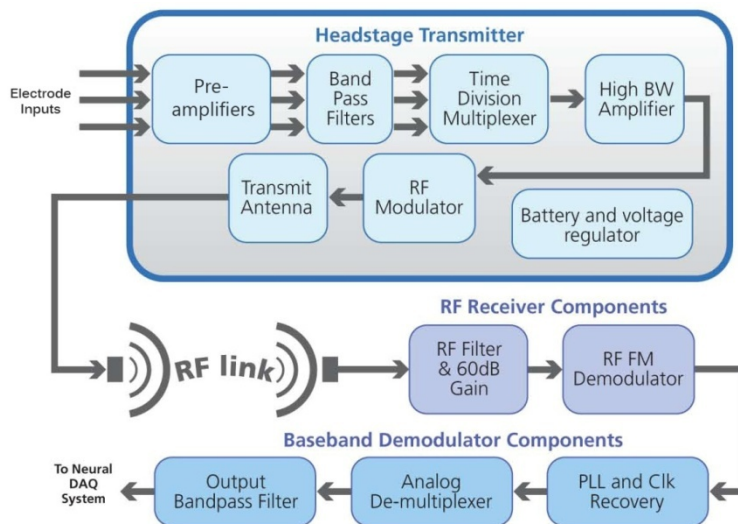 Headstage Transmitter
Electrode
Inputs
Pre-
amplifiers
Band
Pass
Filters
Time
Division
Multiplexer
High BW
Amplifier
Transmit
Antenna
RF
Modulator
Battery and voltage
regulator
RF Receiver Components
RF link
RF Filter
& 60dB
Gain
RF FM
Demodulator
Baseband Demodulator Components
To Neural
DAQ
System
Output
Bandpass Filter
Analog
De-multiplexer
PLL and Clk
Recovery